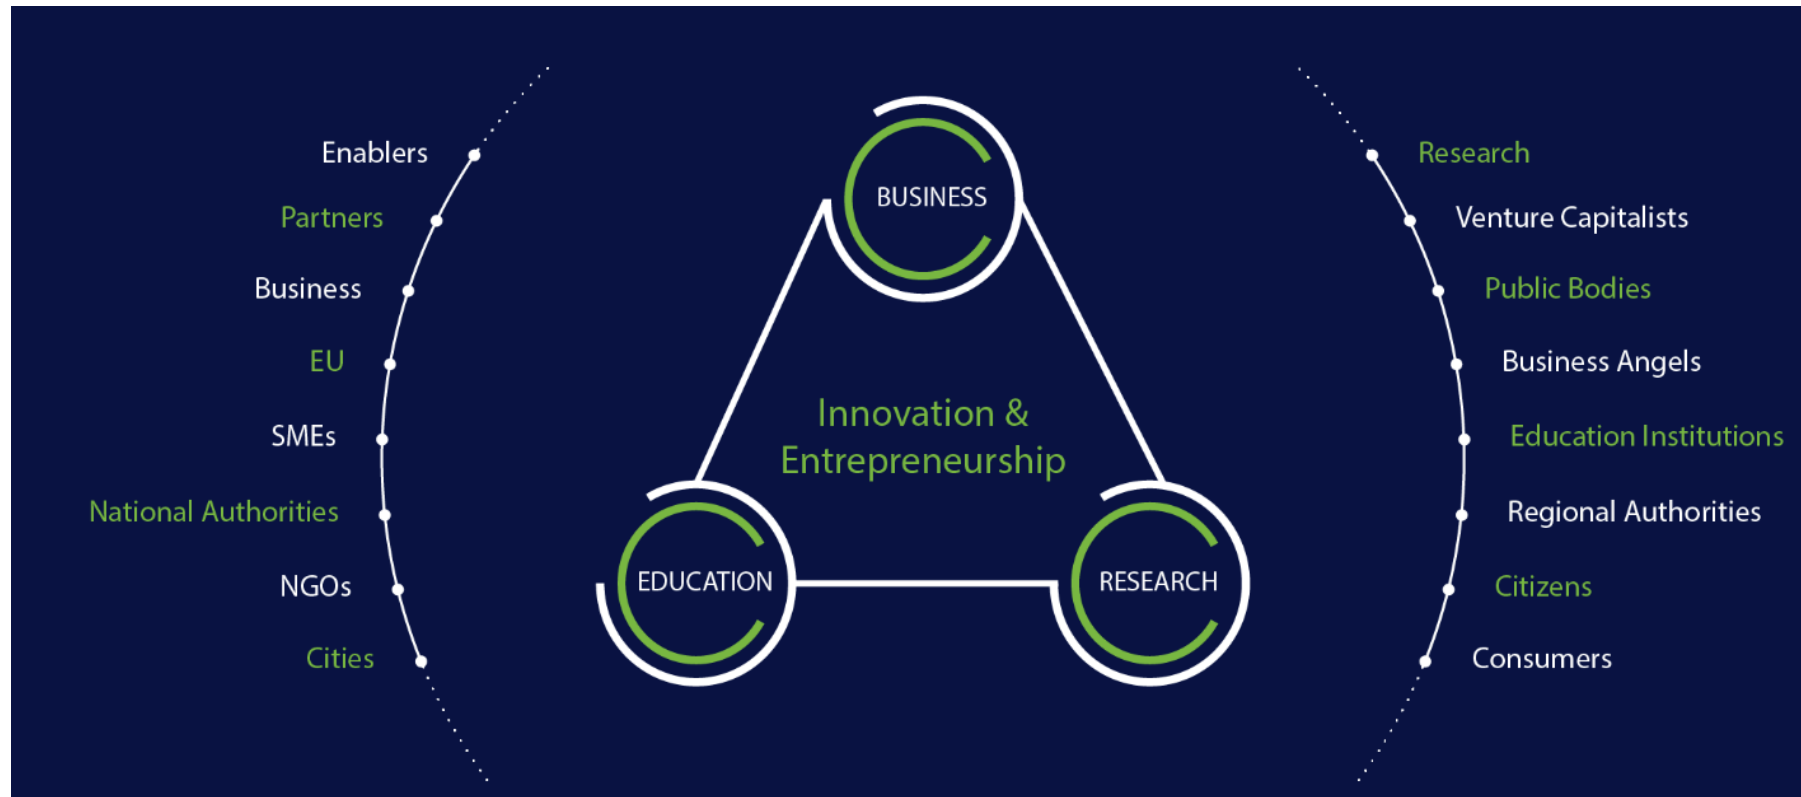 Enablers
Partners
Business
EU
SMEs
National Authorities
NGOs
Cities
BUSINESS
Innovation &
Entrepreneurship
EDUCATION
RESEARCH
Research
Venture Capitalists
Public Bodies
Business Angels
Education Institutions
Regional Authorities
Citizens
Consumers